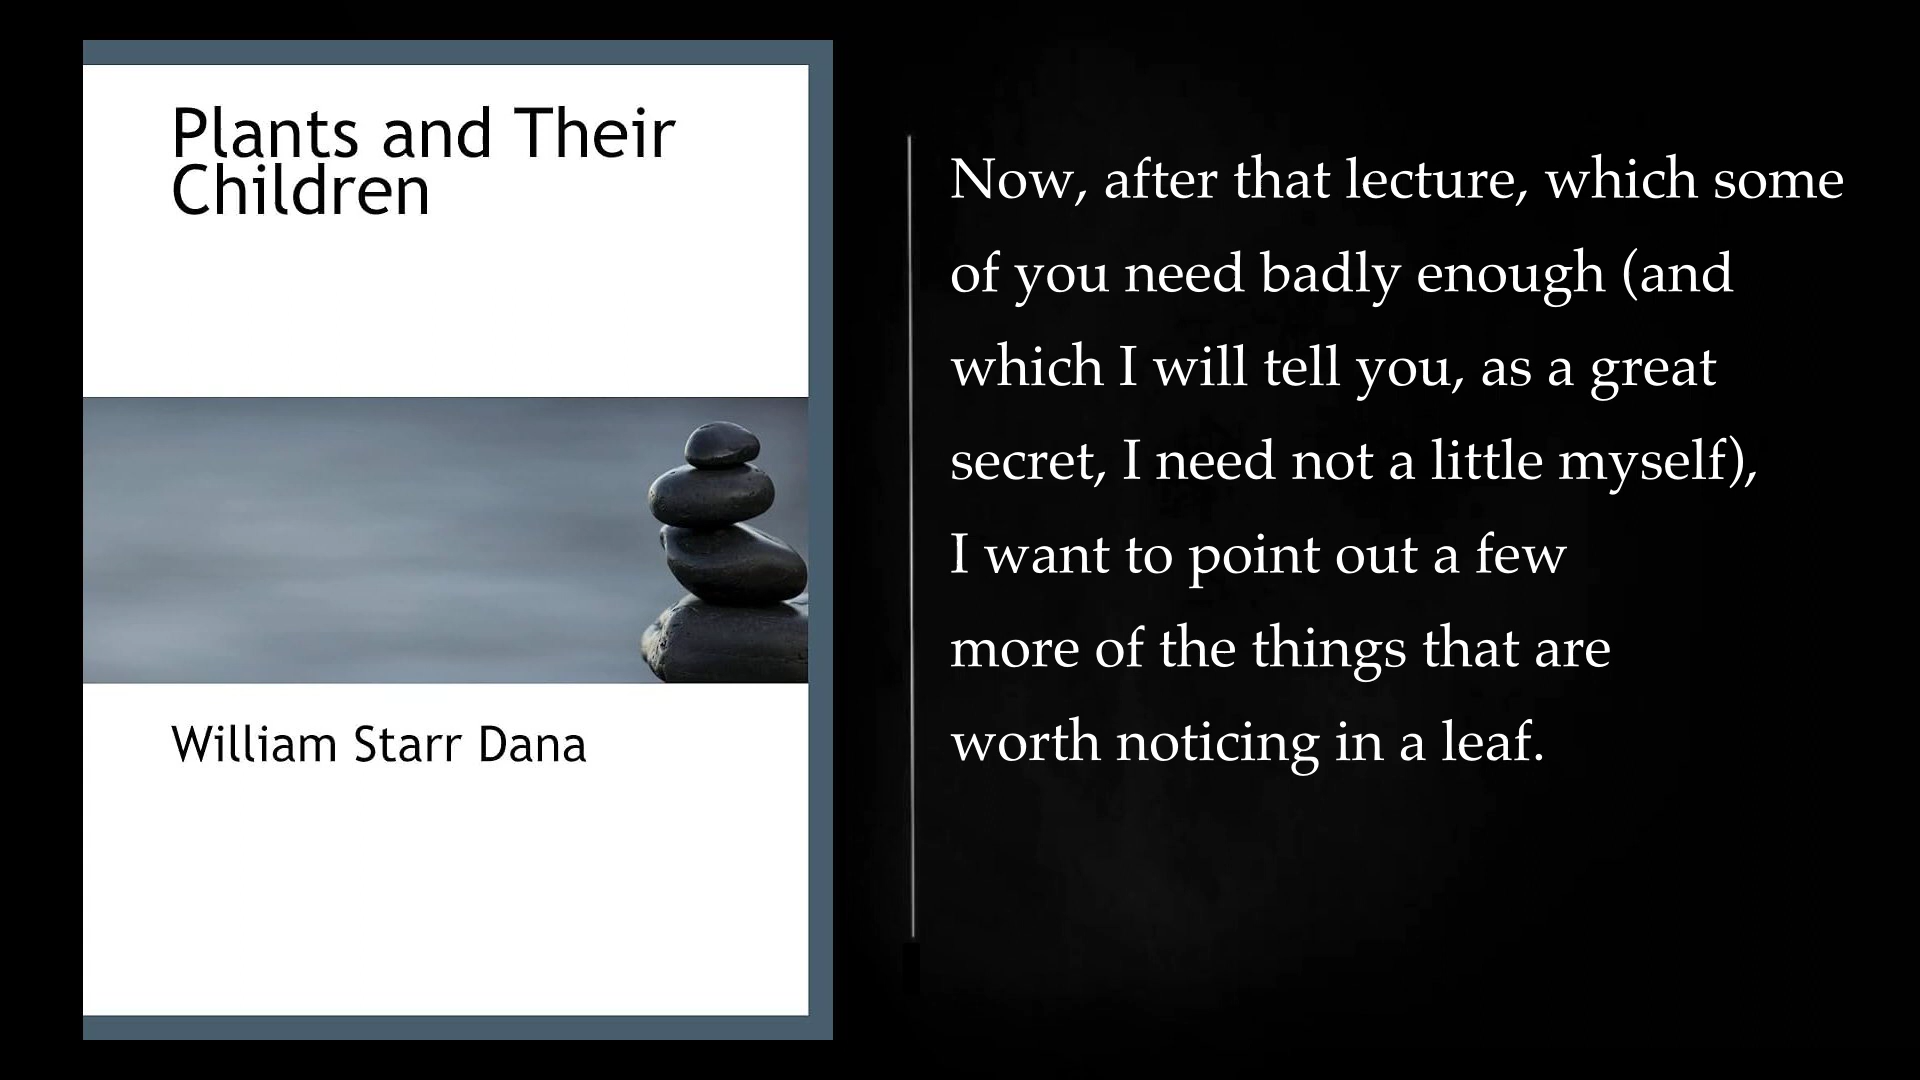 Plants and Their
Children
William Starr Dana
Now, after that lecture, which some
of you need badly enough (and
which I will tell you, as a great
secret, I need not a little myself),
I want to point out a few
more of the things that are
worth noticing in a leaf.